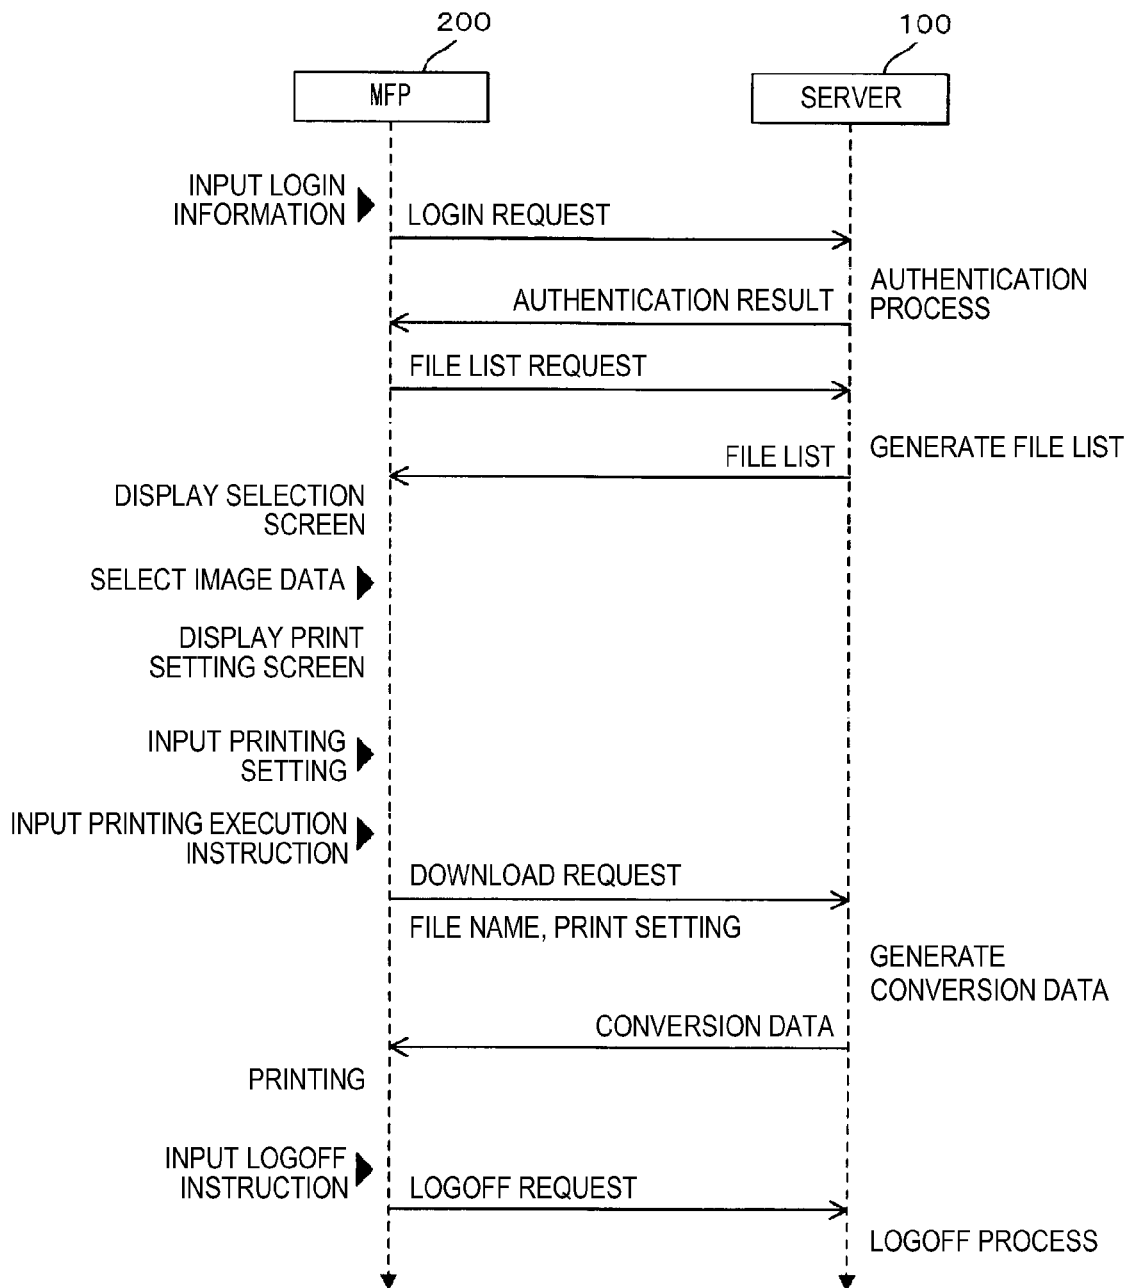 200
100
MFP
SERVER
INPUT LOGIN
INFORMATION
LOGIN REQUEST
AUTHENTICATION
PROCESS
AUTHENTICATION RESULT
FILE LIST REQUEST
GENERATE FILE LIST
FILE LIST
DISPLAY SELECTION
SCREEN
SELECT IMAGE DATA
DISPLAY PRINT
SETTING SCREEN
INPUT PRINTING
SETTING
INPUT PRINTING EXECUTION
INSTRUCTION
DOWNLOAD REQUEST
FILE NAME, PRINT SETTING
GENERATE
CONVERSION DATA
CONVERSION DATA
PRINTING
INPUT LOGOFF
INSTRUCTION
LOGOFF REQUEST
LOGOFF PROCESS